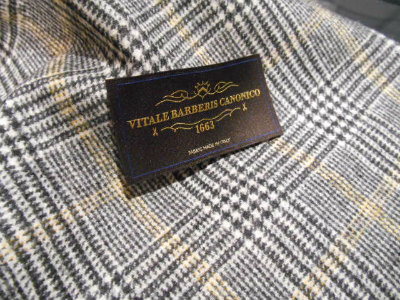 VITALE BARBERIS CANONICO
1663
FABRIC MADE IN ITALY